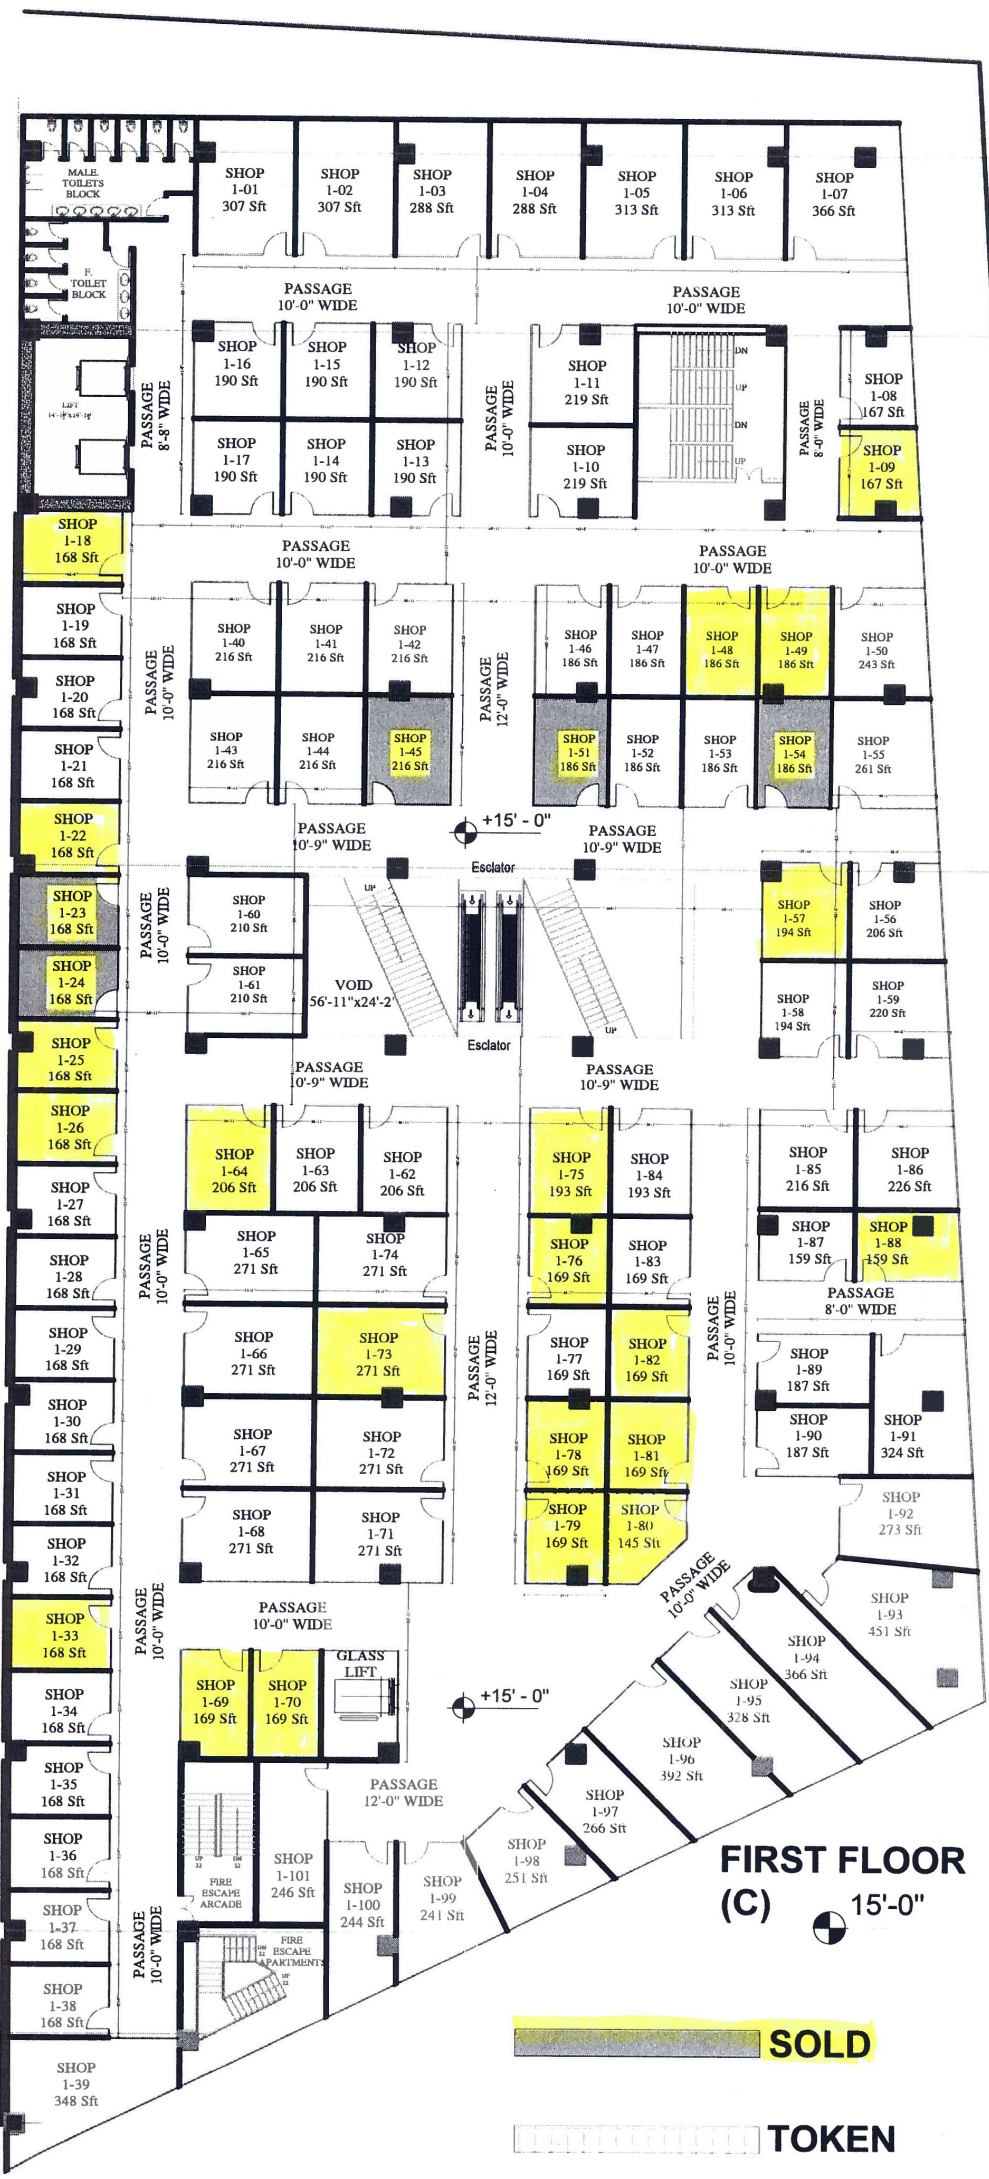 MALE
TOILETS
BLOCK
SHOP
1-01
307 Sft
SHOP
1-02
307 Sft
SHOP
1-03
288 Sft
SHOP
1-04
288 Sft
SHOP
1-05
313 Sft
SHOP
1-06
313 Sft
SHOP
1-07
366 Sft
F.
TOILET
BLOCK
PASSAGE
10'-0" WIDE
PASSAGE
10'-0" WIDE
LIFT
PASSAGE
8'-8" WIDE
SHOP
1-16
190 Sft
SHOP
1-15
190 Sft
SHOP
1-12
190 Sft
SHOP
1-17
190 Sft
SHOP
1-14
190 Sft
SHOP
1-13
190 Sft
PASSAGE
10'-0" WIDE
SHOP
1-11
219 Sft
SHOP
1-10
219 Sft
DN
UP
DN
UP
PASSAGE
8'-0" WIDE
SHOP
1-08
167 Sft
SHOP
1-09
167 Sft
SHOP
1-18
168 Sft
PASSAGE
10'-0" WIDE
PASSAGE
10'-0" WIDE
SHOP
1-19
168 Sft
SHOP
1-20
168 Sft
SHOP
1-21
168 Sft
SHOP
1-22
168 Sft
PASSAGE
10'-0" WIDE
SHOP
1-40
216 Sft
SHOP
1-41
216 Sft
SHOP
1-42
216 Sft
SHOP
1-43
216 Sft
SHOP
1-44
216 Sft
SHOP
1-45
216 Sft
PASSAGE
12'-0" WIDE
SHOP
1-46
186 Sft
SHOP
1-47
186 Sft
SHOP
1-48
186 Sft
SHOP
1-49
186 Sft
SHOP
1-50
243 Sft
SHOP
1-51
186 Sft
SHOP
1-52
186 Sft
SHOP
1-53
186 Sft
SHOP
1-54
186 Sft
SHOP
1-55
261 Sft
PASSAGE
10'-9" WIDE
+15' - 0"
PASSAGE
10'-9" WIDE
Esclator
SHOP
1-23
168 Sft
SHOP
1-24
168 Sft
PASSAGE
10'-0" WIDE
SHOP
1-60
210 Sft
SHOP
1-61
210 Sft
UP
VOID
56'-11"x24'-2'
UP
Esclator
SHOP
1-57
194 Sft
SHOP
1-56
206 Sft
SHOP
1-58
194 Sft
SHOP
1-59
220 Sft
SHOP
1-25
168 Sft
SHOP
1-26
168 Sft
PASSAGE
10'-9" WIDE
PASSAGE
10'-9" WIDE
SHOP
1-64
206 Sft
SHOP
1-63
206 Sft
SHOP
1-62
206 Sft
SHOP
1-75
193 Sft
SHOP
1-84
193 Sft
SHOP
1-85
216 Sft
SHOP
1-86
226 Sft
SHOP
1-27
168 Sft
SHOP
1-28
168 Sft
PASSAGE
10'-0" WIDE
SHOP
1-65
271 Sft
SHOP
1-74
271 Sft
SHOP
1-76
169 Sft
SHOP
1-83
169 Sft
SHOP
1-87
159 Sft
SHOP
1-88
159 Sft
PASSAGE
8'-0" WIDE
SHOP
1-29
168 Sft
SHOP
1-30
168 Sft
SHOP
1-66
271 Sft
SHOP
1-73
271 Sft
PASSAGE
12'-0" WIDE
SHOP
1-77
169 Sft
SHOP
1-82
169 Sft
PASSAGE
10'-0" WIDE
SHOP
1-89
187 Sft
SHOP
1-90
187 Sft
SHOP
1-91
324 Sft
SHOP
1-31
168 Sft
SHOP
1-32
168 Sft
SHOP
1-67
271 Sft
SHOP
1-72
271 Sft
SHOP
1-78
169 Sft
SHOP
1-81
169 Sft
SHOP
1-68
271 Sft
SHOP
1-71
271 Sft
SHOP
1-79
169 Sft
SHOP
1-80
145 Sft
SHOP
1-92
273 Sft
PASSAGE
10'-0" WIDE
SHOP
1-93
451 Sft
SHOP
1-33
168 Sft
PASSAGE
10'-0" WIDE
PASSAGE
10'-0" WIDE
SHOP
1-94
366 Sft
SHOP
1-34
168 Sft
SHOP
1-69
169 Sft
SHOP
1-70
169 Sft
GLASS
LIFT
+15' - 0"
SHOP
1-95
328 Sft
SHOP
1-96
392 Sft
SHOP
1-35
168 Sft
PASSAGE
12'-0" WIDE
SHOP
1-97
266 Sft
SHOP
1-36
168 Sft
UP
22
DN
22
FIRE
ESCAPE
ARCADE
SHOP
1-101
246 Sft
SHOP
1-100
244 Sft
SHOP
1-99
241 Sft
SHOP
1-98
251 Sft
FIRST FLOOR
(C)
15'-0"
SHOP
1-37
168 Sft
PASSAGE
10'-0" WIDE
FIRE
ESCAPE
APARTMENTS
DN
22
UP
22
SHOP
1-38
168 Sft
SHOP
1-39
348 Sft
SOLD
TOKEN